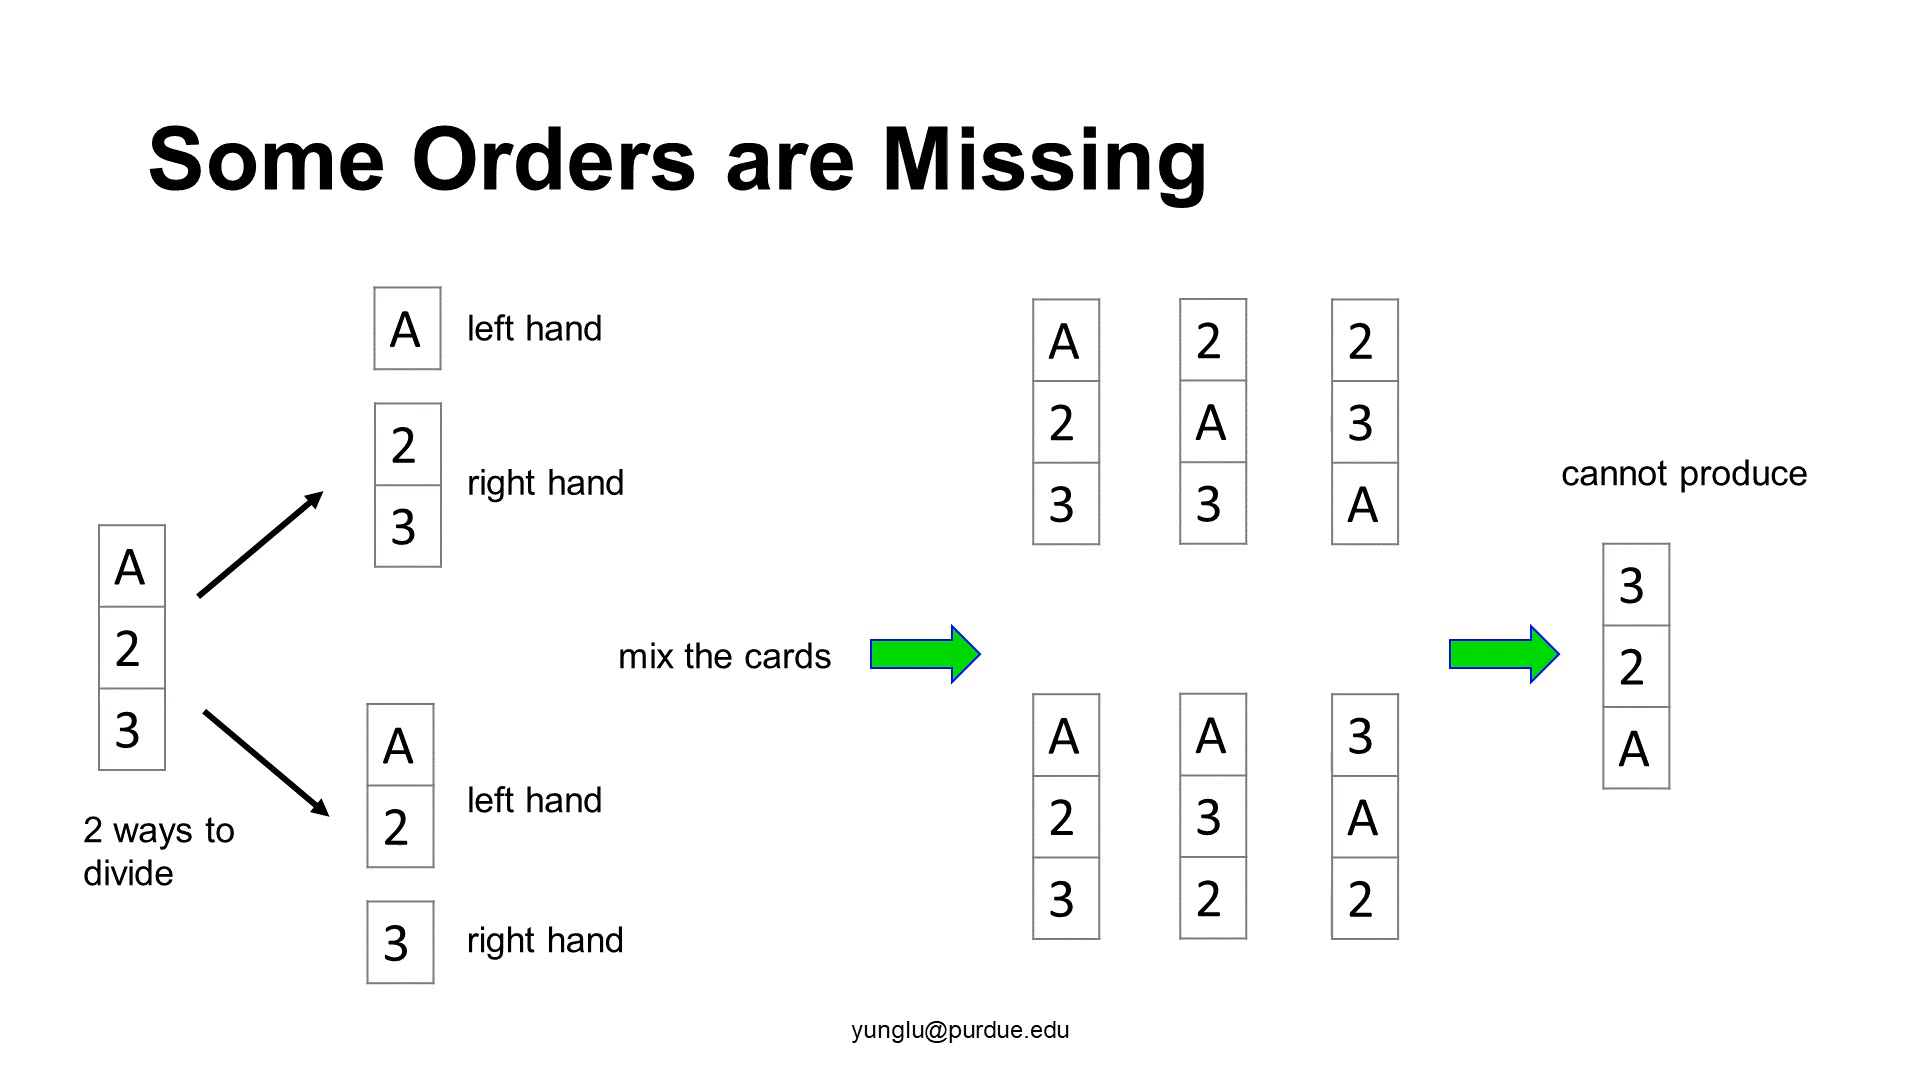 Some Orders are Missing
A
2
3
2 ways to
divide
A
left hand
2
3
right hand
A
2
left hand
3
right hand
mix the cards
A
2
3
2
A
3
2
3
A
A
2
3
A
3
2
3
A
2
cannot produce
3
2
A
yunglu@purdue.edu